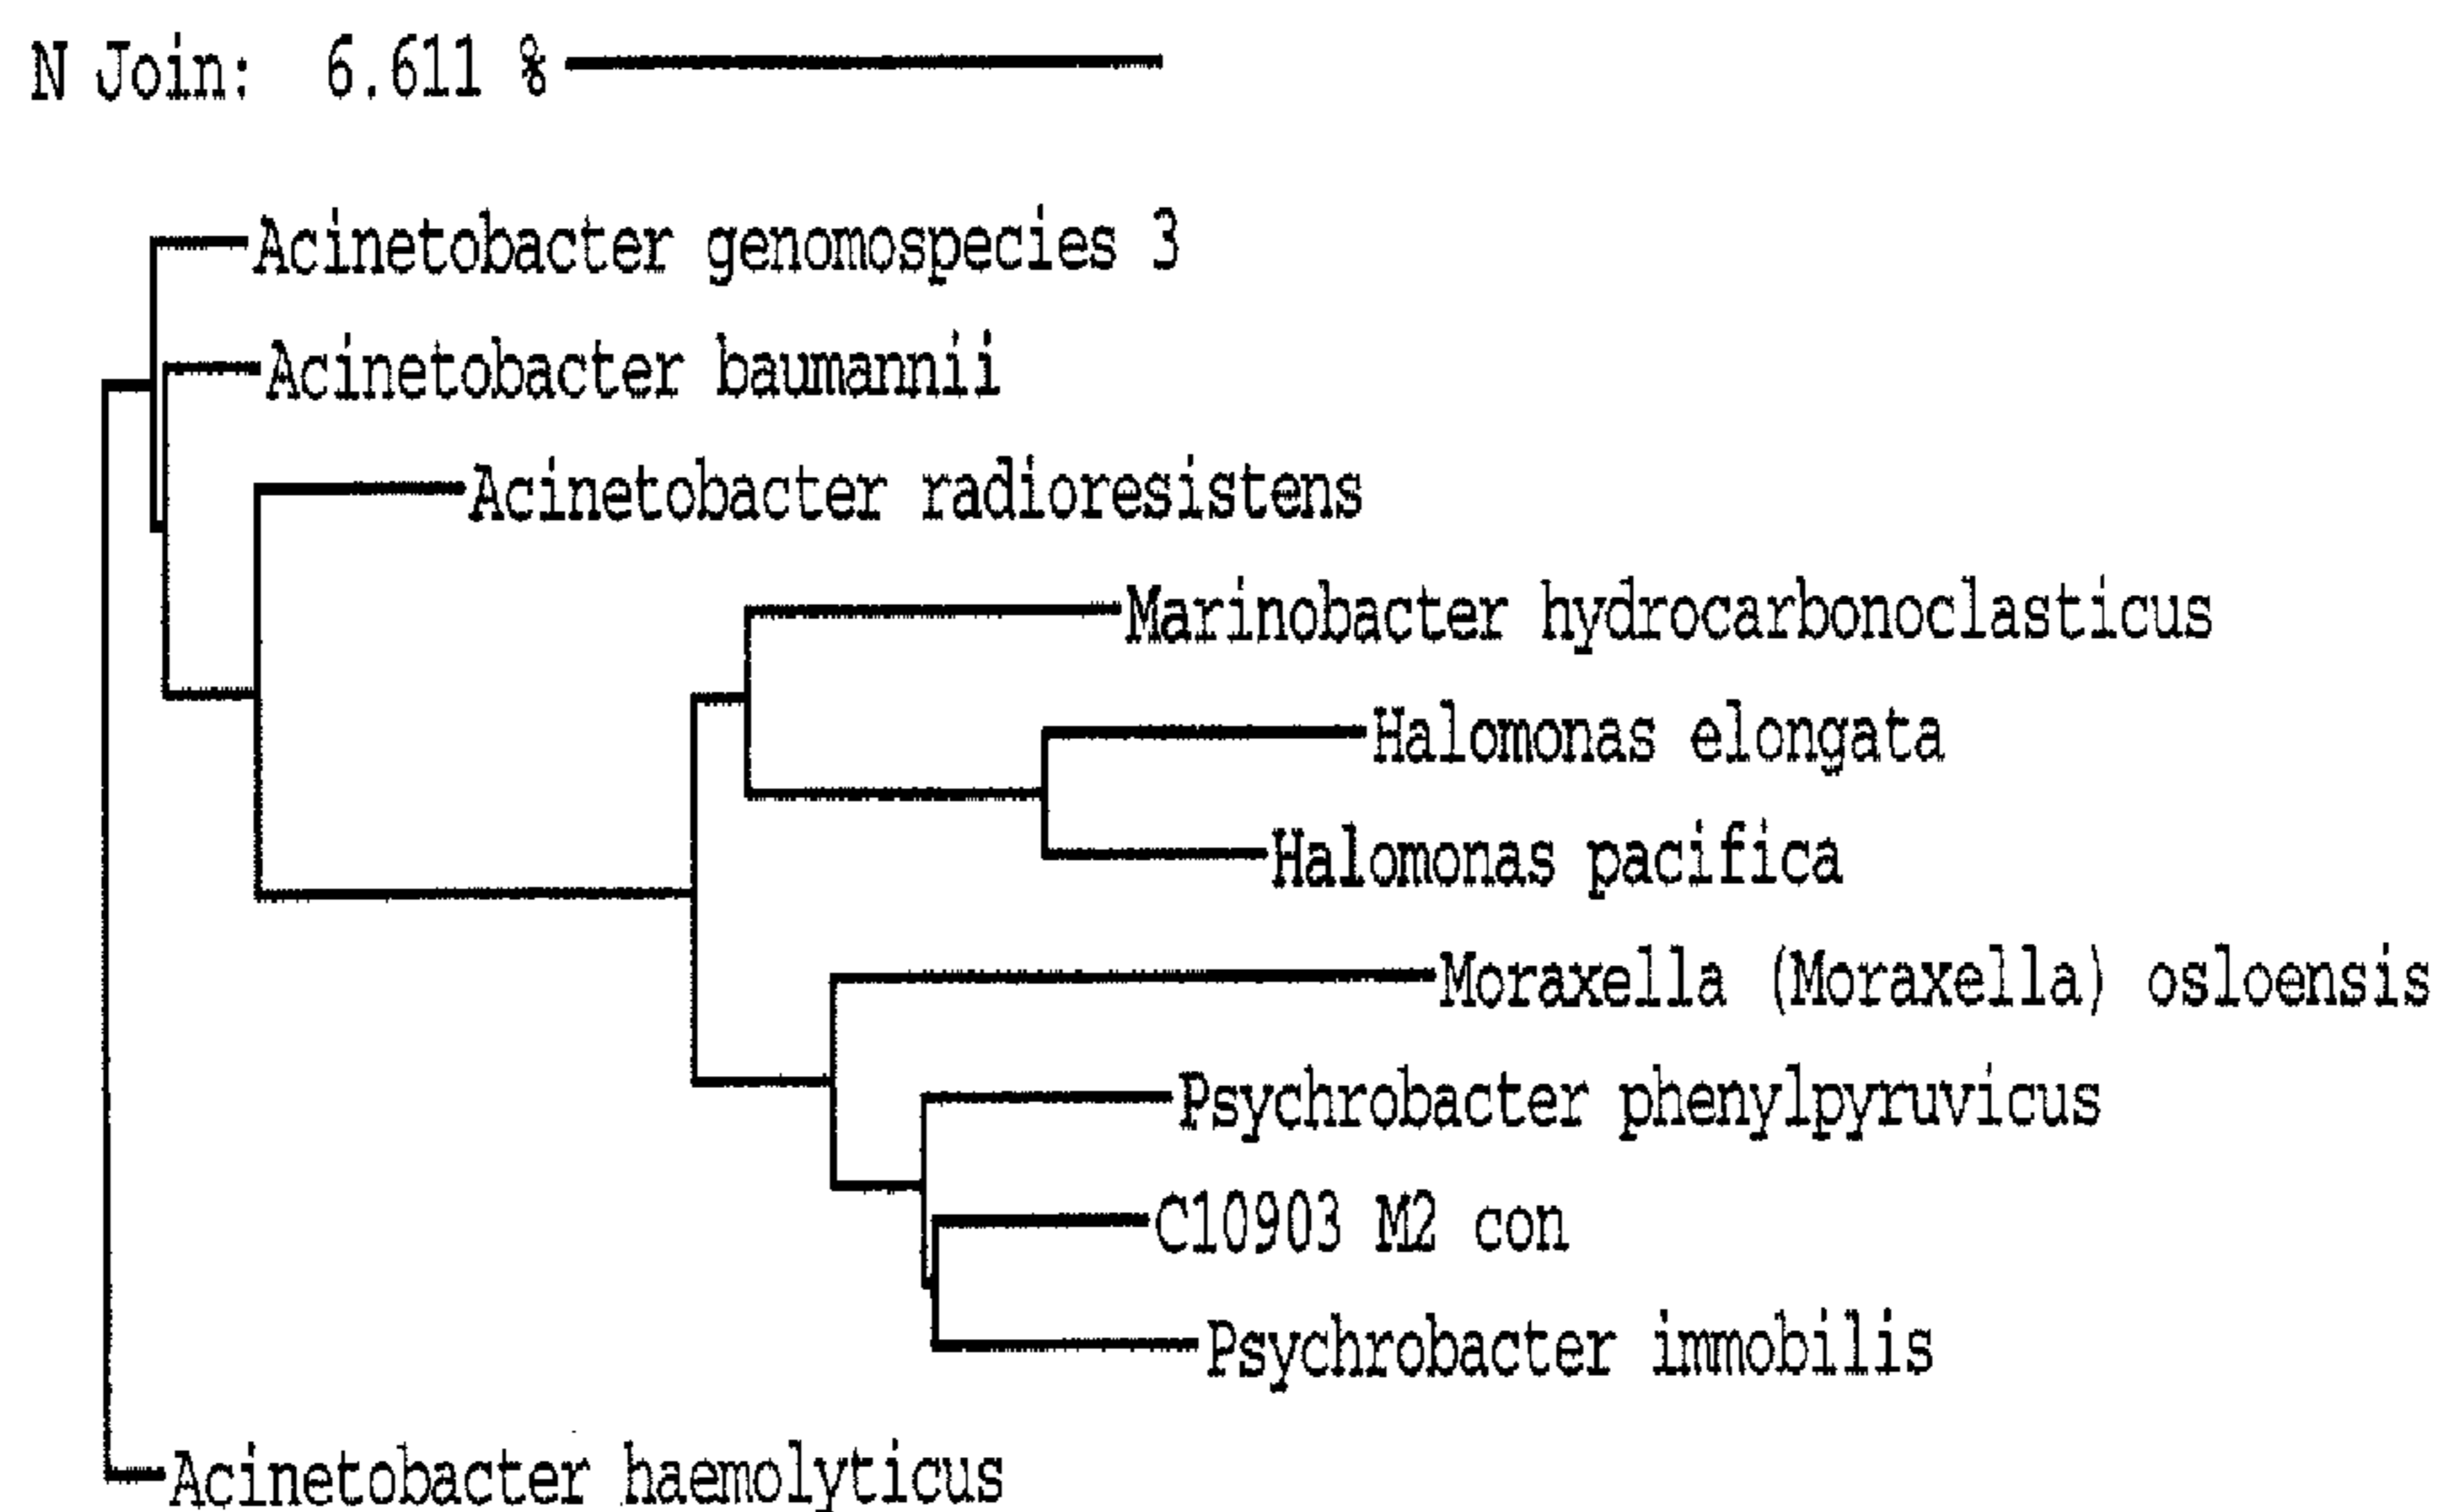 N Join: 6.611 %
Acinetobacter genomospecies 3
Acinetobacter baumannii
Acinetobacter radioresistens
Marinobacter hydrocarbonoclasticus
Halomonas elongata
Halomonas pacifica
Moraxella (Moraxella) osloensis
Psychrobacter phenylpyruvicus
C10903 M2 con
Psychrobacter immobilis
Acinetobacter haemolyticus